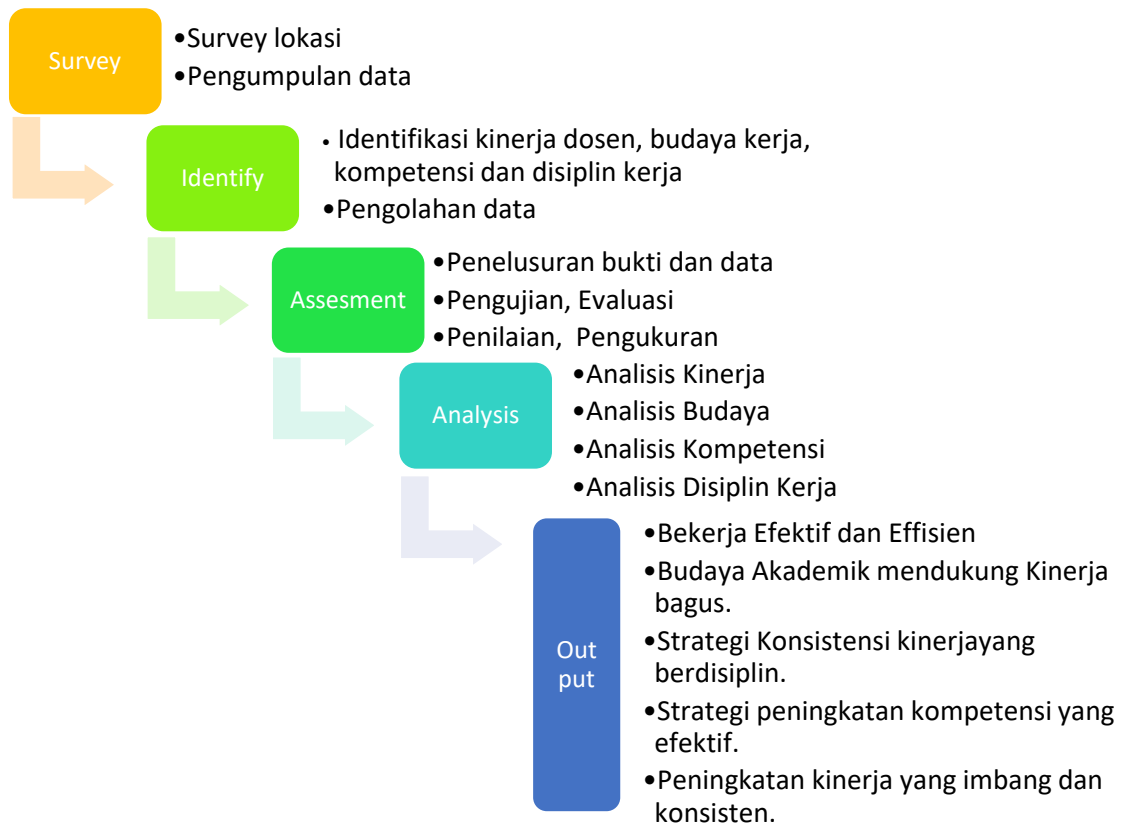 Survey
•Survey lokasi
•Pengumpulan data
Identify
• Identifikasi kinerja dosen, budaya kerja,
kompetensi dan disiplin kerja
•Pengolahan data
Assesment
•Penelusuran bukti dan data
•Pengujian, Evaluasi
•Penilaian, Pengukuran
Analysis
•Analisis Kinerja
•Analisis Budaya
•Analisis Kompetensi
•Analisis Disiplin Kerja
Out
put
•Bekerja Efektif dan Effisien
•Budaya Akademik mendukung Kinerja
bagus.
•Strategi Konsistensi kinerjayang
berdisiplin.
•Strategi peningkatan kompetensi yang
efektif.
•Peningkatan kinerja yang imbang dan
konsisten.